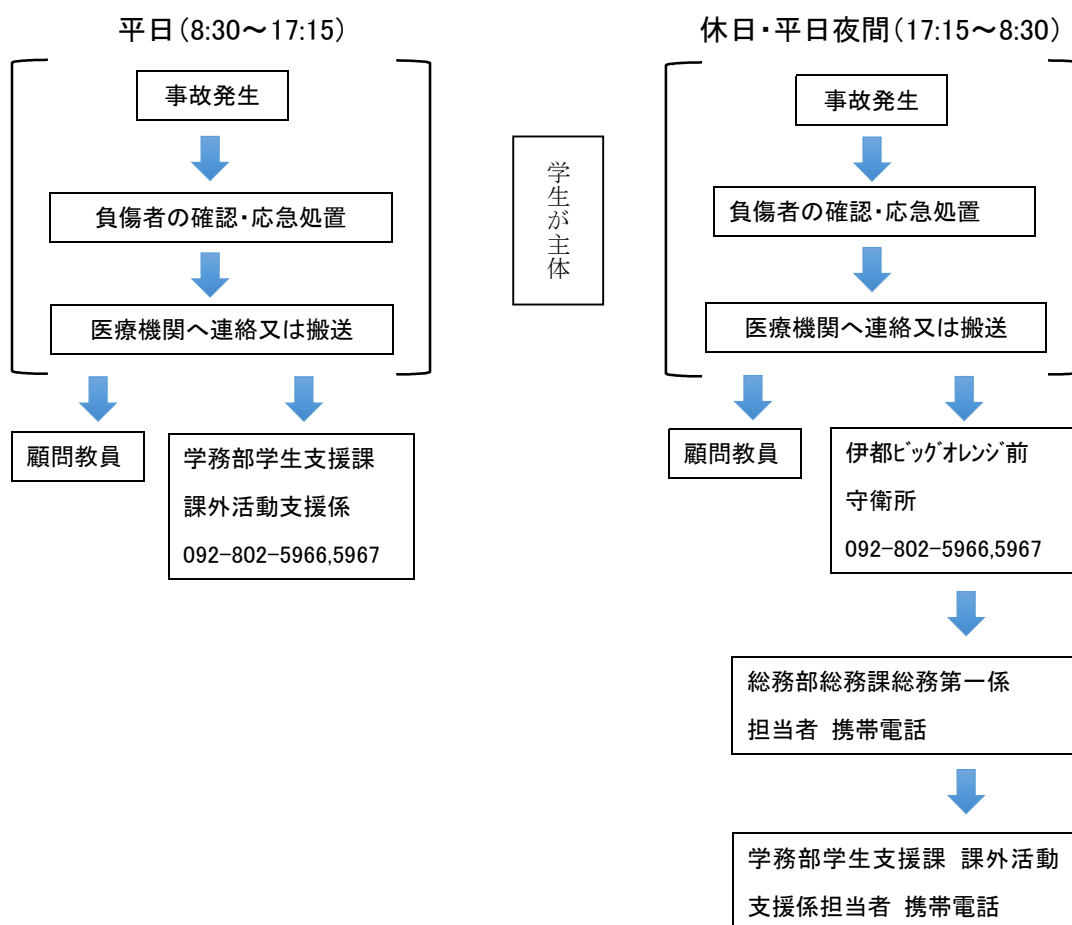 平日(8:30～17:15)
事故発生
負傷者の確認・応急処置
医療機関へ連絡又は搬送
顧問教員
学務部学生支援課
課外活動支援係
092-802-5966,5967
学生が主体
休日・平日夜間(17:15～8:30)
事故発生
負傷者の確認・応急処置
医療機関へ連絡又は搬送
顧問教員
伊都ﾋﾞｯｸﾞｵﾚﾝｼﾞ前
守衛所
092-802-5966,5967
総務部総務課総務第一係
担当者 携帯電話
学務部学生支援課 課外活動
支援係担当者 携帯電話